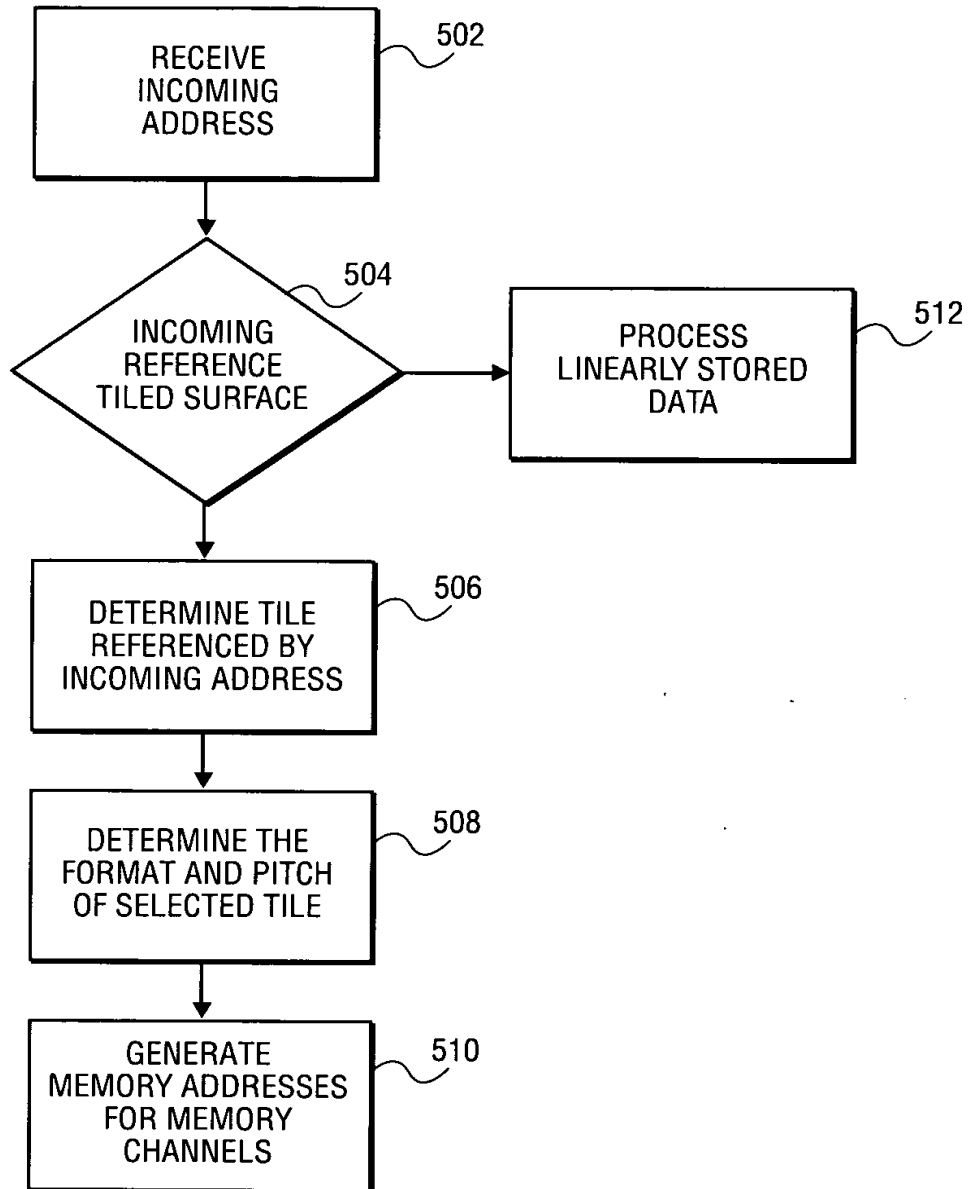 RECEIVE
INCOMING
ADDRESS
502
504
INCOMING
REFERENCE
TILED SURFACE
PROCESS
LINEARLY STORED
DATA
512
506
DETERMINE TILE
REFERENCED BY
INCOMING ADDRESS
508
DETERMINE THE
FORMAT AND PITCH
OF SELECTED TILE
510
GENERATE
MEMORY ADDRESSES
FOR MEMORY
CHANNELS